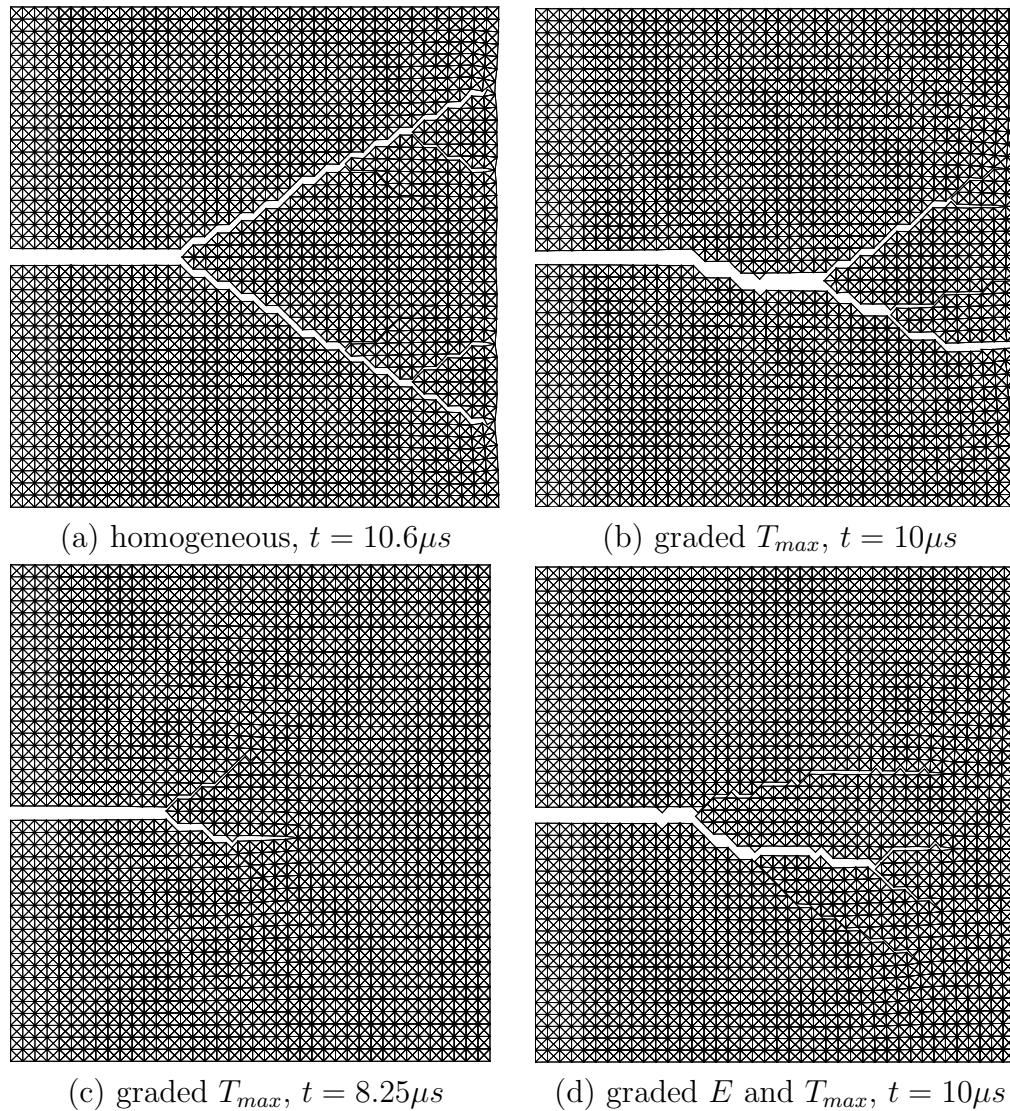 (a) homogeneous, t = 10.6μs
(b) graded T_max, t = 10μs
(c) graded T_max, t = 8.25μs
(d) graded E and T_max, t = 10μs